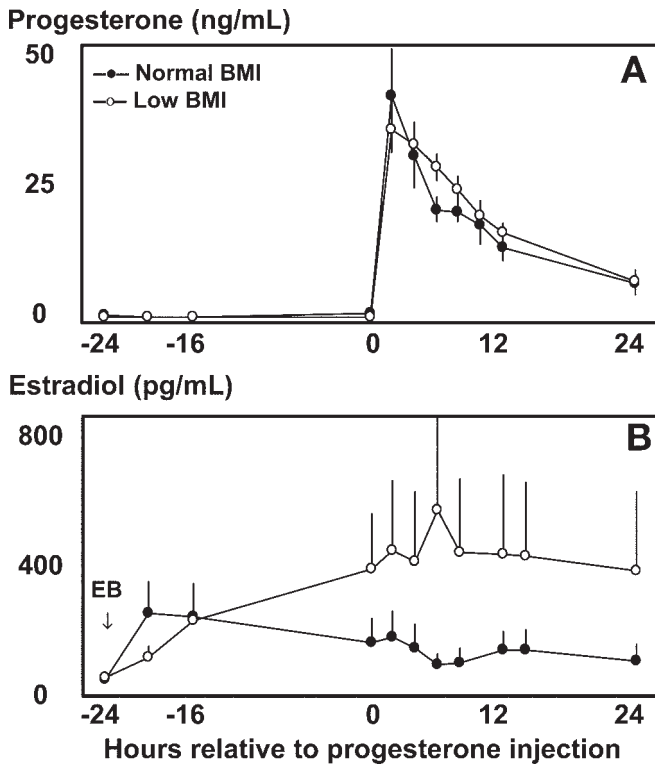 Progesterone (ng/mL)
50
Normal BMI
Low BMI
A
25
0
-24 -16 0 12 24
Estradiol (pg/mL)
800
B
400
EB
↓
0
-24 -16 0 12 24
Hours relative to progesterone injection